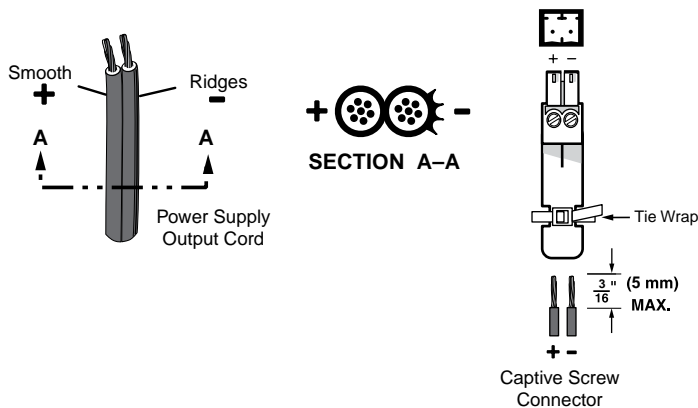 Smooth
Ridges
+
-
A
A
Power Supply
Output Cord
+
-
SECTION A–A
+ −
Tie Wrap
3/16" (5 mm)
MAX.
+ -
Captive Screw
Connector